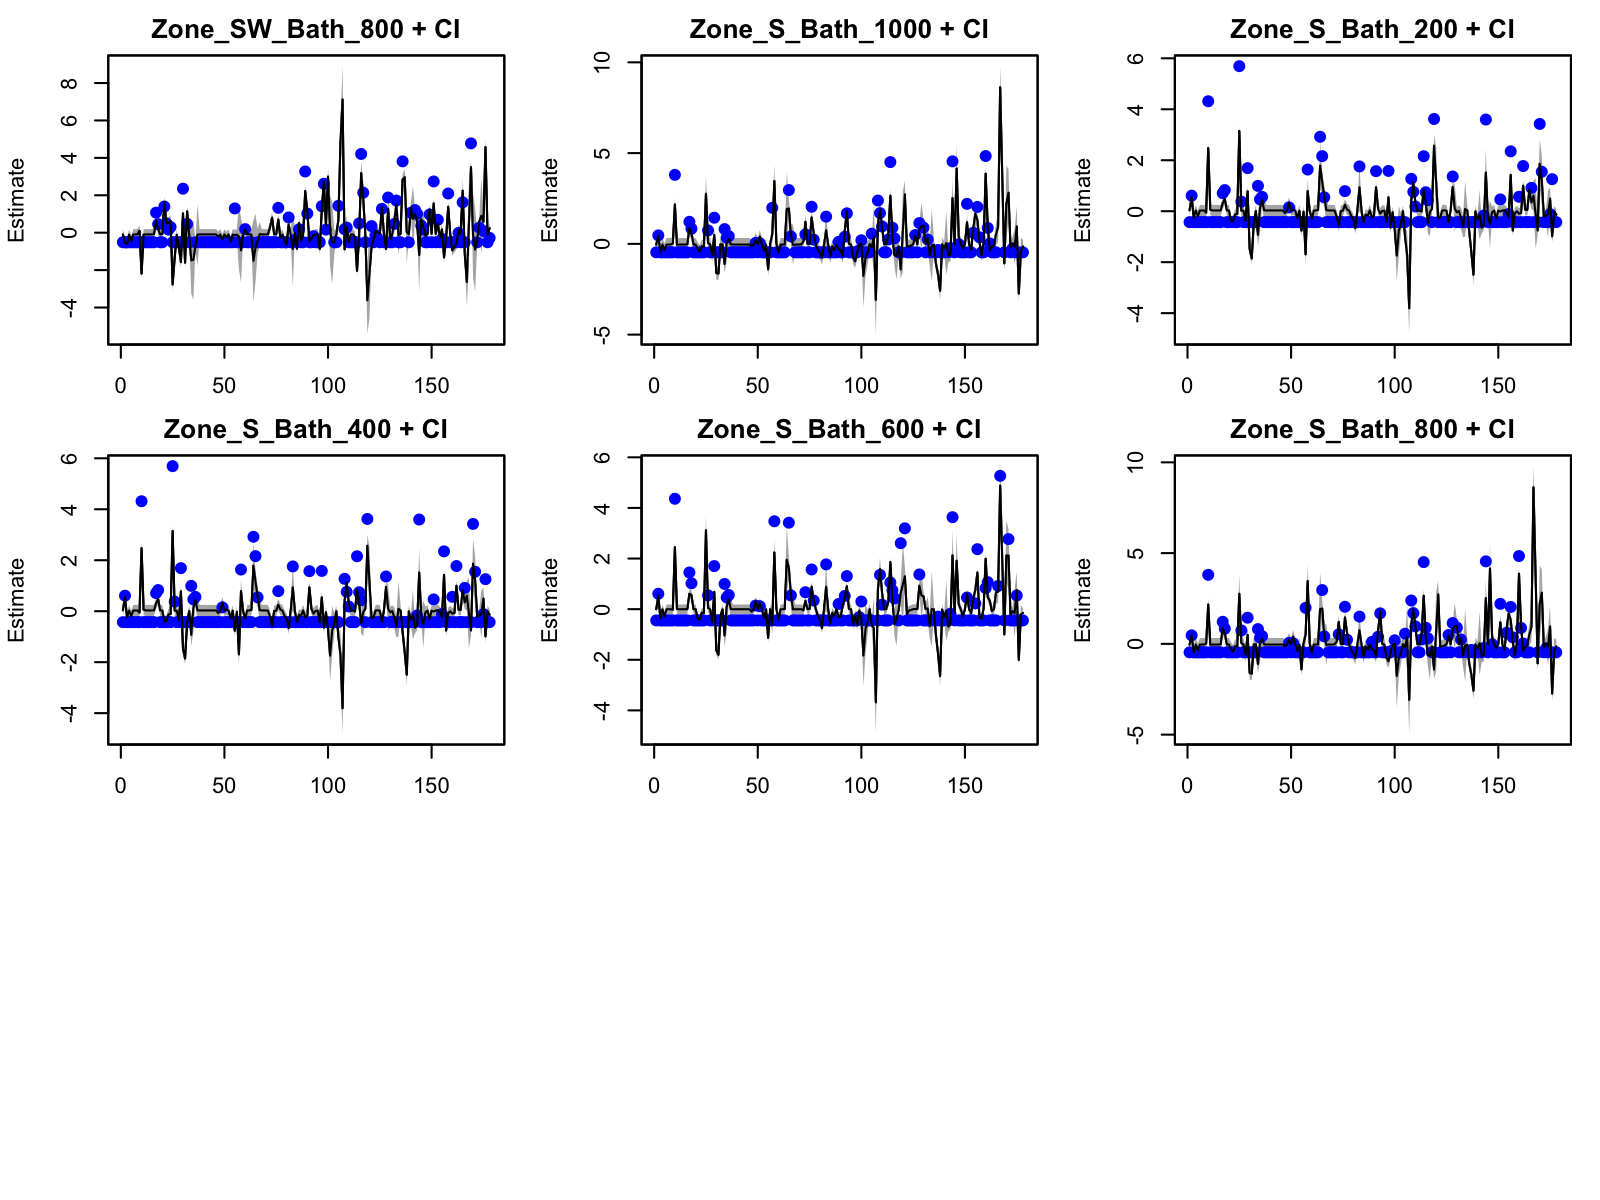 Zone_SW_Bath_800 + CI
Zone_S_Bath_1000 + CI
Zone_S_Bath_200 + CI
Estimate
8
6
4
2
0
-4
0 50 100 150
Estimate
10
5
0
-5
0 50 100 150
Estimate
6
4
2
0
-2
-4
0 50 100 150
Zone_S_Bath_400 + CI
Zone_S_Bath_600 + CI
Zone_S_Bath_800 + CI
Estimate
6
4
2
0
-2
-4
0 50 100 150
Estimate
6
4
2
0
-2
-4
0 50 100 150
Estimate
10
5
0
-5
0 50 100 150